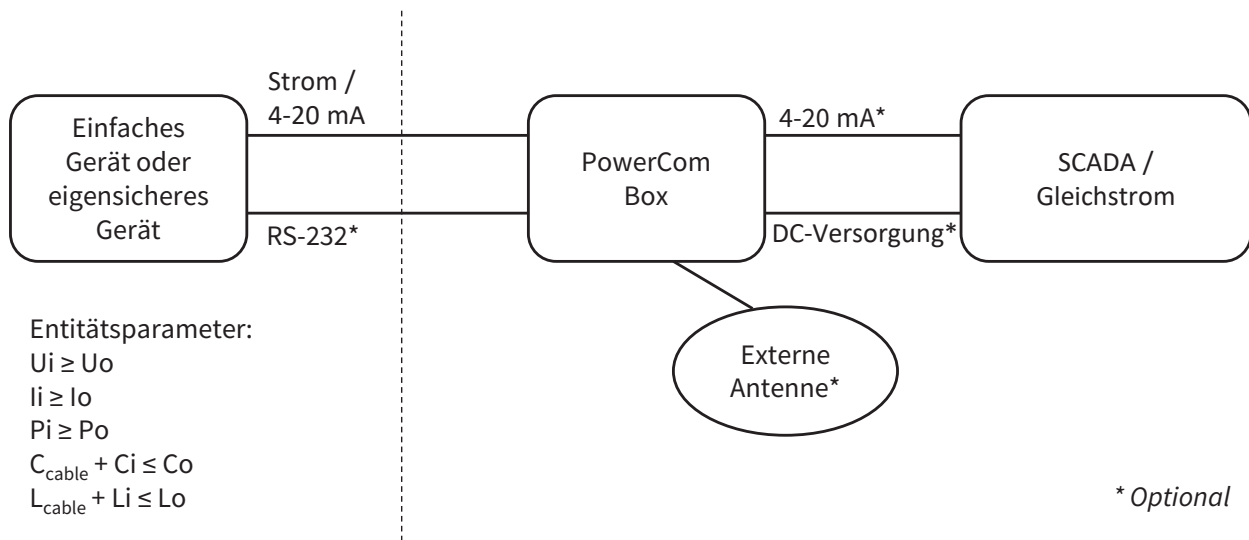 Strom /
4-20 mA
Einfaches
Gerät oder
eigensicheres
Gerät
RS-232*
PowerCom
Box
4-20 mA*
DC-Versorgung*
SCADA /
Gleichstrom
Externe
Antenne*
Entitätsparameter:
Ui ≥ Uo
Ii ≥ Io
Pi ≥ Po
Ccable + Ci ≤ Co
Lcable + Li ≤ Lo
* Optional